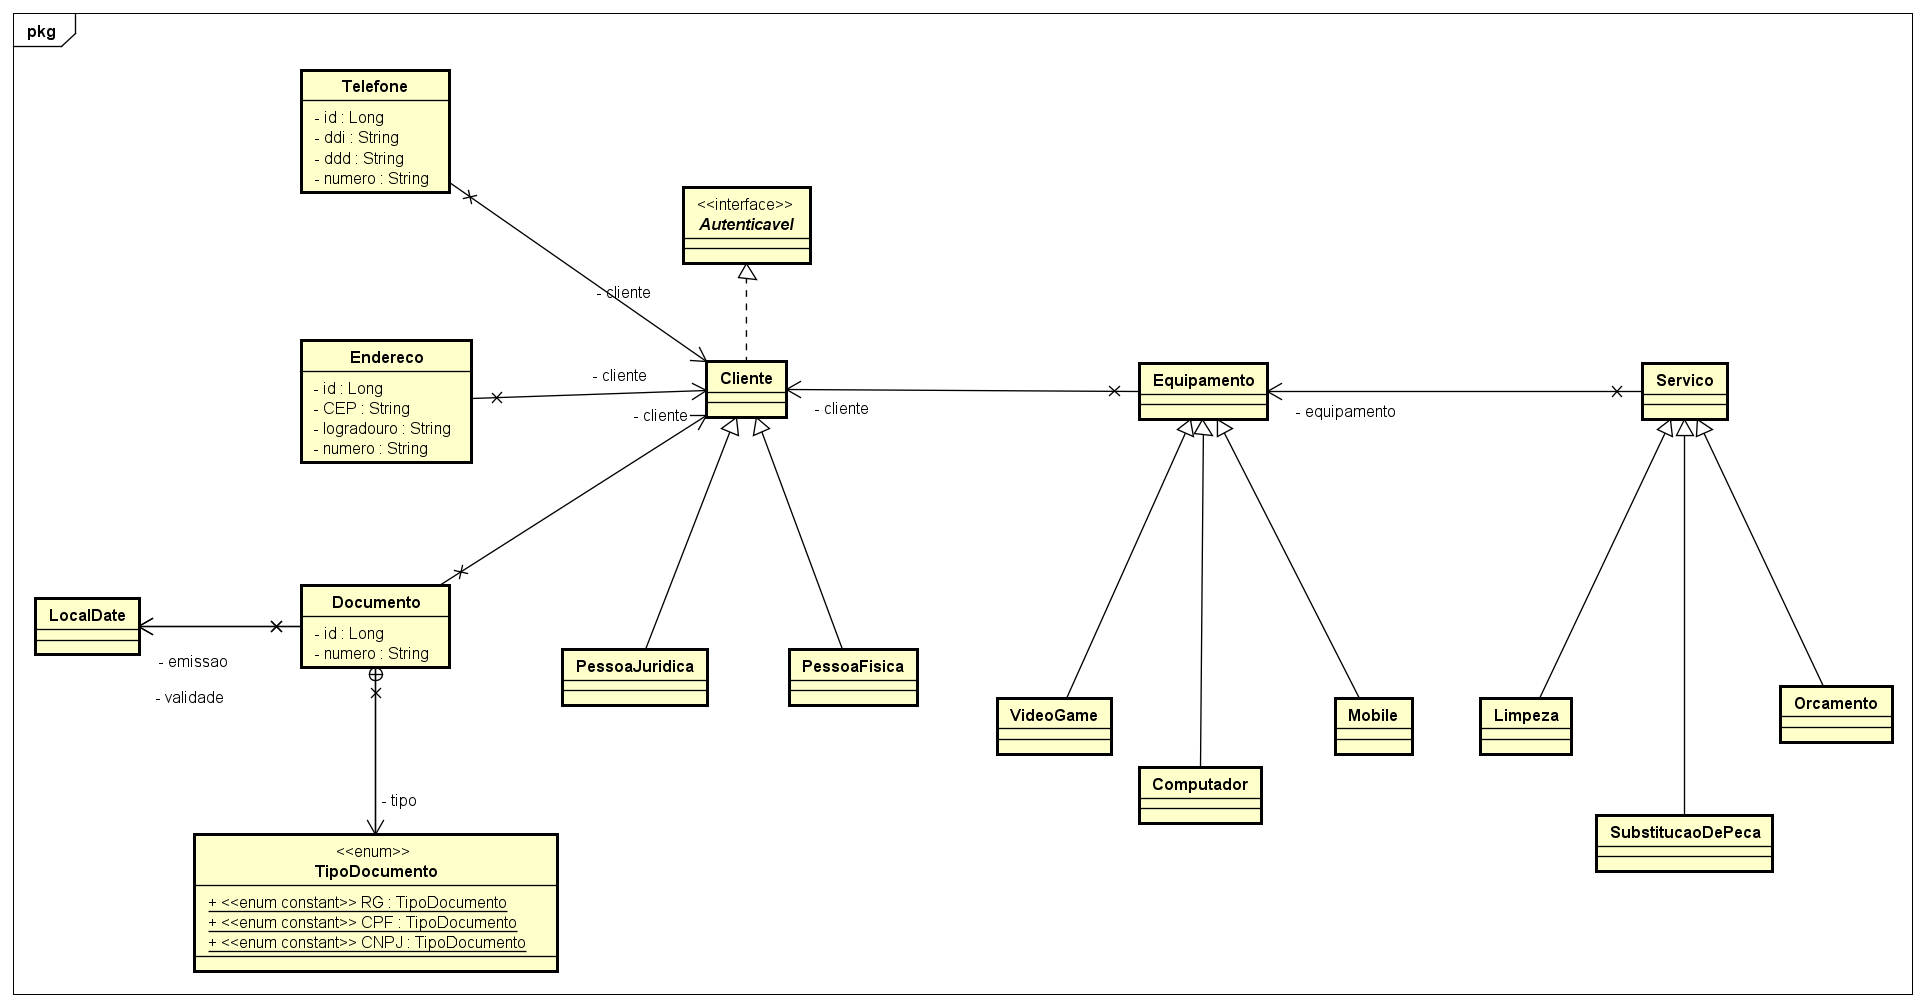 pkg
Telefone
- id : Long
- ddi : String
- ddd : String
- numero : String
<<interface>>
Autenticavel
- cliente
Endereco
- id : Long
- CEP : String
- logradouro : String
- numero : String
- cliente
- cliente
Cliente
- cliente
Equipamento
- equipamento
Servico
LocalDate
- emissao
- validade
Documento
- id : Long
- numero : String
- tipo
PessoaJuridica
PessoaFisica
VideoGame
Computador
Mobile
Limpeza
SubstitucaoDePeca
Orcamento
<<enum>>
TipoDocumento
+ <<enum constant>> RG : TipoDocumento
+ <<enum constant>> CPF : TipoDocumento
+ <<enum constant>> CNPJ : TipoDocumento